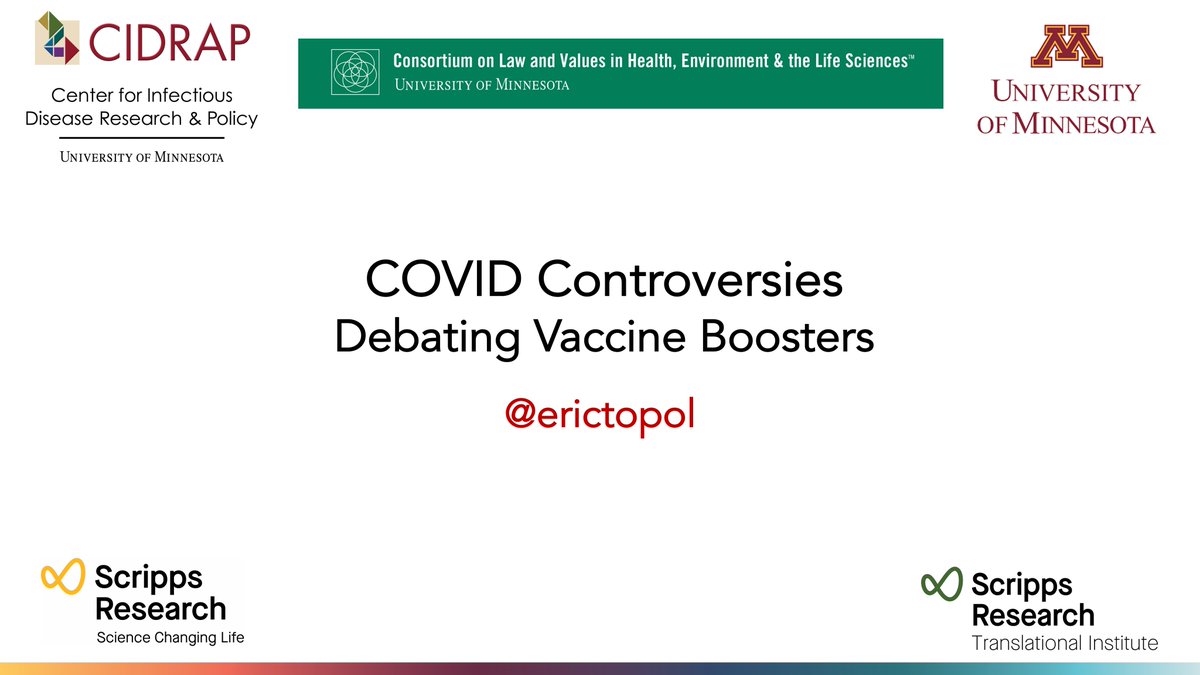 CIDRAP
Center for Infectious
Disease Research & Policy
UNIVERSITY OF MINNESOTA
Consortium on Law and Values in Health, Environment & the Life Sciences™
UNIVERSITY OF MINNESOTA
M
UNIVERSITY
OF MINNESOTA
COVID Controversies
Debating Vaccine Boosters
@erictopol
Scripps
Research
Science Changing Life
Scripps
Research
Translational Institute